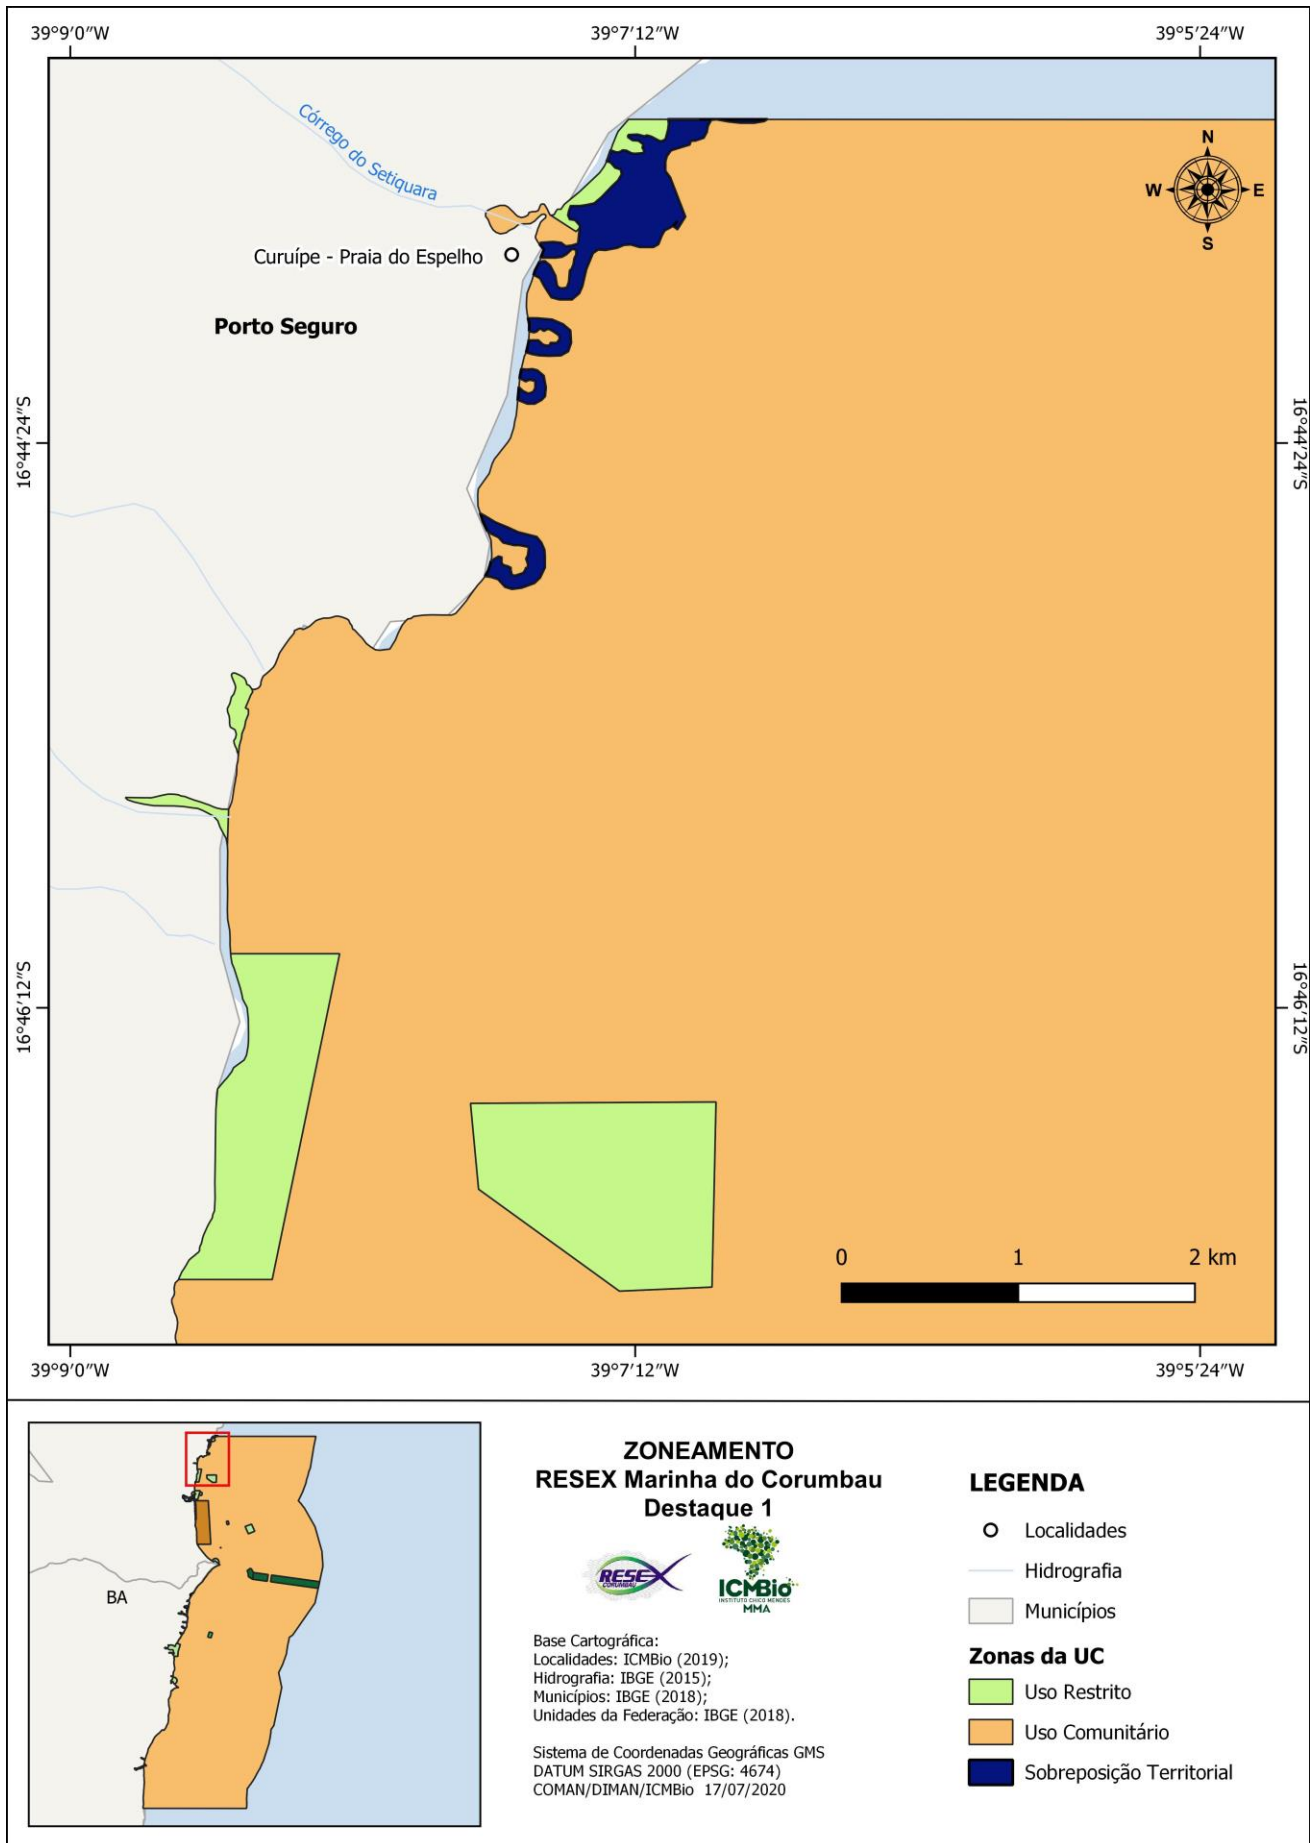 39°9′0″W 39°7′12″W 39°5′24″W
Córrego do Setiquara
N
W E
S
Curuípe - Praia do Espelho
Porto Seguro
16°44′24″S 16°44′24″S
16°46′12″S 16°46′12″S
0 1 2 km
39°9′0″W 39°7′12″W 39°5′24″W
BA
ZONEAMENTO
RESEX Marinha do Corumbau
Destaque 1
RESEX
CORUMBAU
ICMBio
INSTITUTO CHICO MENDES
MMA
Base Cartográfica:
Localidades: ICMBio (2019);
Hidrografia: IBGE (2015);
Municípios: IBGE (2018);
Unidades da Federação: IBGE (2018).
Sistema de Coordenadas Geográficas GMS
DATUM SIRGAS 2000 (EPSG: 4674)
COMAN/DIMAN/ICMBio 17/07/2020
LEGENDA
Localidades
Hidrografia
Municípios
Zonas da UC
Uso Restrito
Uso Comunitário
Sobreposição Territorial